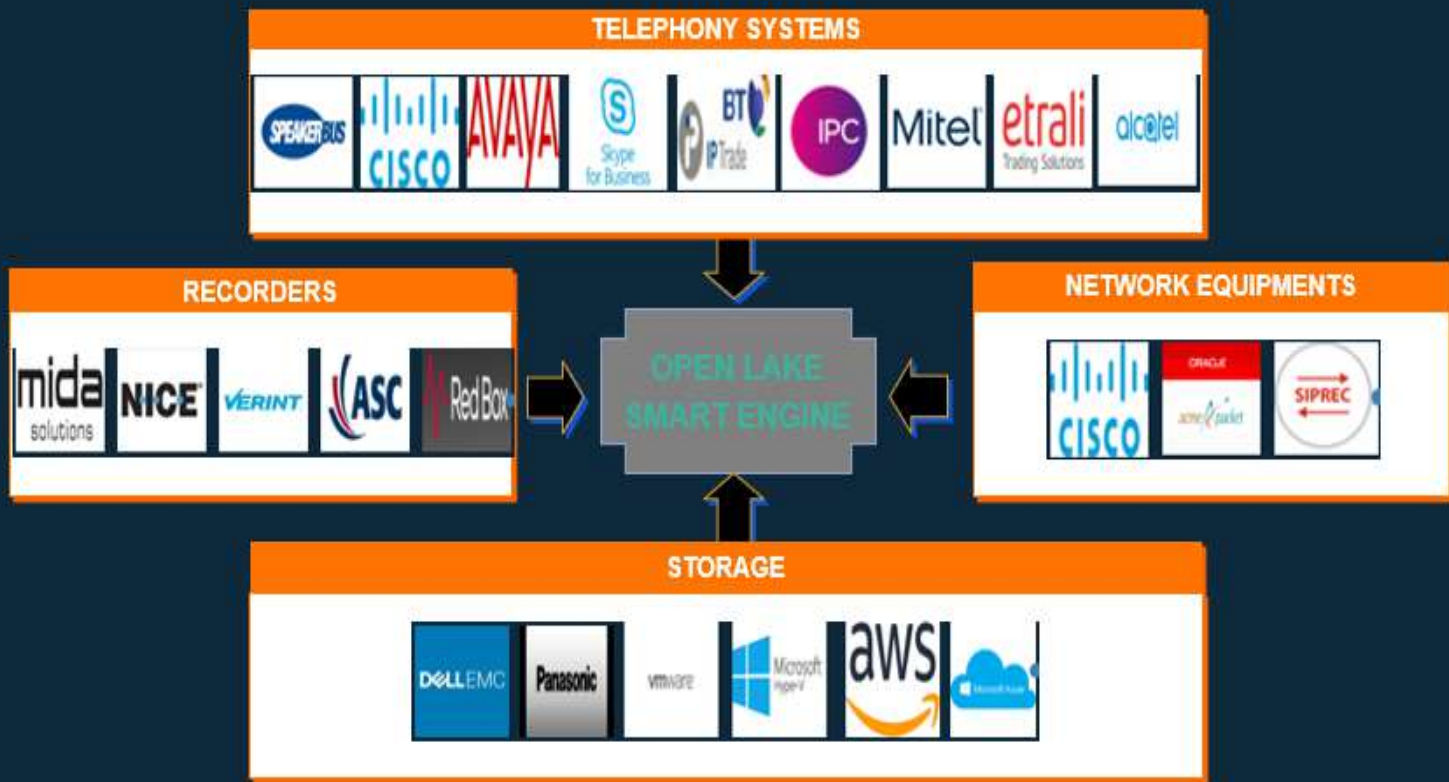 TELEPHONY SYSTEMS
SPEAKERBUS
CISCO
AVAYA
S
Skype
for Business
BT
IP Trade
IPC
Mitel
etrali
Trading Solutions
alcatel
RECORDERS
mida
solutions
NICE
VERINT
ASC
RedBox
OPEN LAKE
SMART ENGINE
NETWORK EQUIPMENTS
CISCO
ORACLE
acme packet
SIPREC
STORAGE
DELLEMC
Panasonic
vmware
Microsoft
Hyper-V
aws
Microsoft Azure